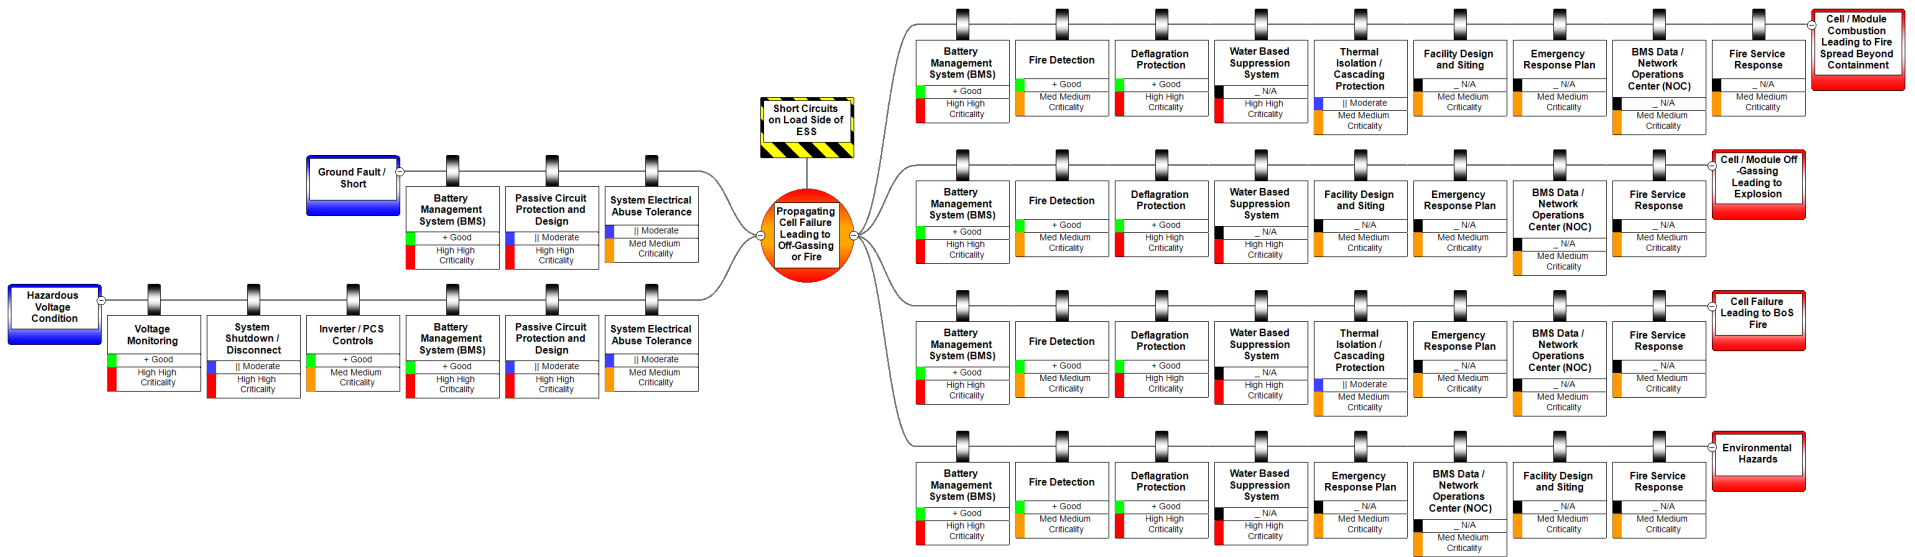 Short Circuits
on Load Side of
ESS
Propagating
Cell Failure
Leading to
Off-Gassing
or Fire
Ground Fault /
Short
Battery
Management
System (BMS)
+ Good
High High
Criticality
Passive Circuit
Protection and
Design
|| Moderate
High High
Criticality
System Electrical
Abuse Tolerance
|| Moderate
Med Medium
Criticality
Hazardous
Voltage
Condition
Voltage
Monitoring
+ Good
High High
Criticality
System
Shutdown /
Disconnect
|| Moderate
High High
Criticality
Inverter / PCS
Controls
+ Good
Med Medium
Criticality
Battery
Management
System (BMS)
+ Good
High High
Criticality
Passive Circuit
Protection and
Design
|| Moderate
High High
Criticality
System Electrical
Abuse Tolerance
|| Moderate
Med Medium
Criticality
Battery
Management
System (BMS)
+ Good
High High
Criticality
Fire Detection
+ Good
Med Medium
Criticality
Deflagration
Protection
+ Good
High High
Criticality
Water Based
Suppression
System
_ N/A
High High
Criticality
Thermal
Isolation /
Cascading
Protection
|| Moderate
Med Medium
Criticality
Facility Design
and Siting
_ N/A
Med Medium
Criticality
Emergency
Response Plan
_ N/A
Med Medium
Criticality
BMS Data /
Network
Operations
Center (NOC)
_ N/A
Med Medium
Criticality
Fire Service
Response
_ N/A
Med Medium
Criticality
Cell / Module
Combustion
Leading to Fire
Spread Beyond
Containment
Battery
Management
System (BMS)
+ Good
High High
Criticality
Fire Detection
+ Good
Med Medium
Criticality
Deflagration
Protection
+ Good
High High
Criticality
Water Based
Suppression
System
_ N/A
High High
Criticality
Facility Design
and Siting
_ N/A
Med Medium
Criticality
Emergency
Response Plan
_ N/A
Med Medium
Criticality
BMS Data /
Network
Operations
Center (NOC)
_ N/A
Med Medium
Criticality
Fire Service
Response
_ N/A
Med Medium
Criticality
Cell / Module Off
-Gassing
Leading to
Explosion
Battery
Management
System (BMS)
+ Good
High High
Criticality
Fire Detection
+ Good
Med Medium
Criticality
Deflagration
Protection
+ Good
High High
Criticality
Water Based
Suppression
System
_ N/A
High High
Criticality
Thermal
Isolation /
Cascading
Protection
|| Moderate
Med Medium
Criticality
Emergency
Response Plan
_ N/A
Med Medium
Criticality
BMS Data /
Network
Operations
Center (NOC)
_ N/A
Med Medium
Criticality
Fire Service
Response
_ N/A
Med Medium
Criticality
Cell Failure
Leading to BoS
Fire
Battery
Management
System (BMS)
+ Good
High High
Criticality
Fire Detection
+ Good
Med Medium
Criticality
Deflagration
Protection
+ Good
High High
Criticality
Water Based
Suppression
System
_ N/A
High High
Criticality
Emergency
Response Plan
_ N/A
Med Medium
Criticality
BMS Data /
Network
Operations
Center (NOC)
_ N/A
Med Medium
Criticality
Facility Design
and Siting
_ N/A
Med Medium
Criticality
Fire Service
Response
_ N/A
Med Medium
Criticality
Environmental
Hazards